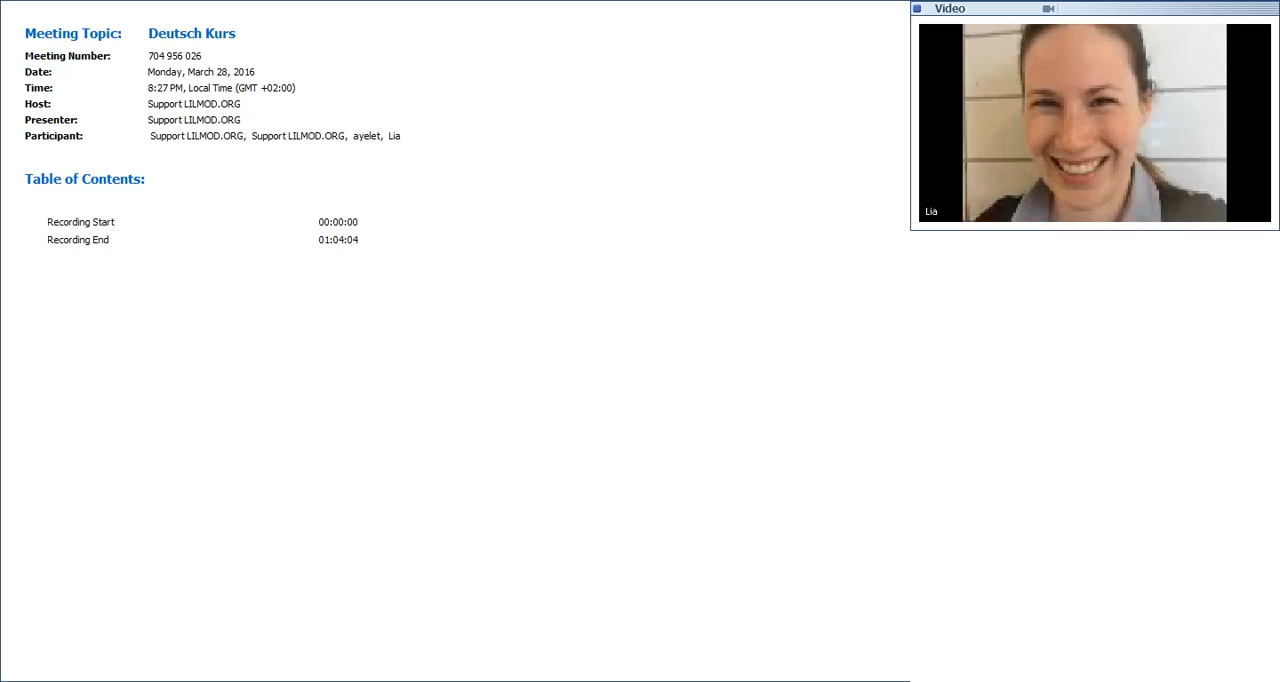 Meeting Topic: Deutsch Kurs
Meeting Number: 704 956 026
Date: Monday, March 28, 2016
Time: 8:27 PM, Local Time (GMT +02:00)
Host: Support LILMOD.ORG
Presenter: Support LILMOD.ORG
Participant: Support LILMOD.ORG, Support LILMOD.ORG, ayelet, Lia
Table of Contents:
Recording Start 00:00:00
Recording End 01:04:04
Video
Lia